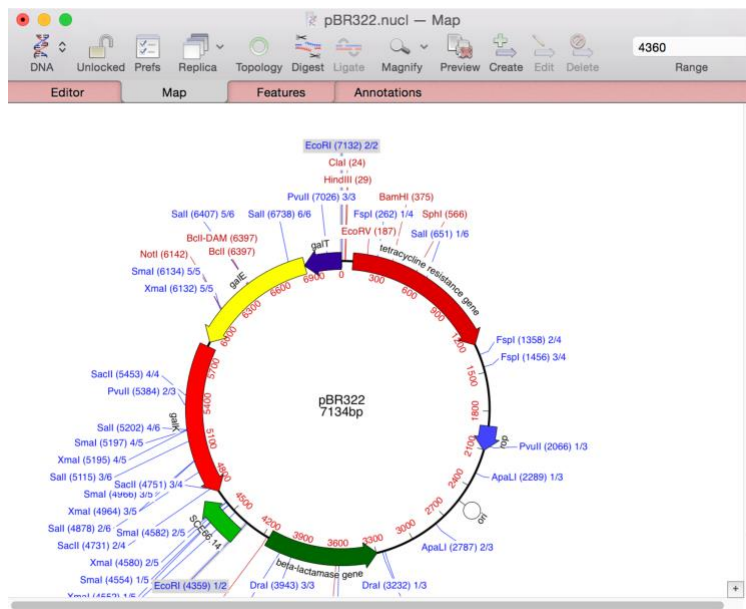 pBR322.nucl — Map
DNA
Unlocked
Prefs
Replica
Topology
Digest
Ligate
Magnify
Preview
Create
Edit
Delete
4360
Range
Editor
Map
Features
Annotations
EcoRI (7132) 2/2
ClaI (24)
HindIII (29)
PvuII (7026) 3/3
BamHI (375)
SalI (6407) 5/6
SalI (6738) 6/6
FspI (262) 1/4
SphI (566)
EcoRV (187)
SalI (651) 1/6
BclI-DAM (6397)
BclI (6397)
NotI (6142)
SmaI (6134) 5/5
XmaI (6132) 5/5
galT
galE
tetracycline resistance gene
6900
0
300
600
900
1200
1500
1800
2100
2400
2700
3000
3300
3600
3900
4200
4500
4800
5100
5400
5700
6000
6300
6600
FspI (1358) 2/4
FspI (1456) 3/4
pBR322
7134bp
SacII (5453) 4/4
PvuII (5384) 2/3
galK
SalI (5202) 4/6
SmaI (5197) 4/5
XmaI (5195) 4/5
SalI (5115) 3/6
SacII (4751) 3/4
SmaI (4966) 3/5
XmaI (4964) 3/5
SalI (4878) 2/6
SmaI (4582) 2/5
SacII (4731) 2/4
XmaI (4580) 2/5
SmaI (4554) 1/5
XmaI (4552) 1/5
SCF66.14
rop
PvuII (2066) 1/3
ApaLI (2289) 1/3
ori
ApaLI (2787) 2/3
EcoRI (4359) 1/2
DraI (3943) 3/3
beta-lactamase gene
DraI (3232) 1/3
+